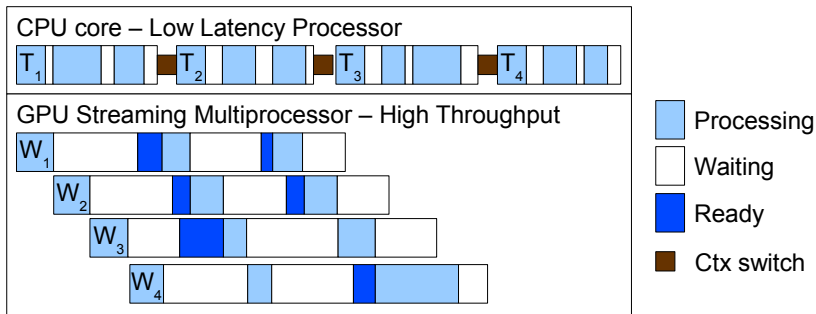 CPU core – Low Latency Processor
T1 T2 T3 T4
GPU Streaming Multiprocessor – High Throughput
W1
W2
W3
W4
Processing
Waiting
Ready
Ctx switch